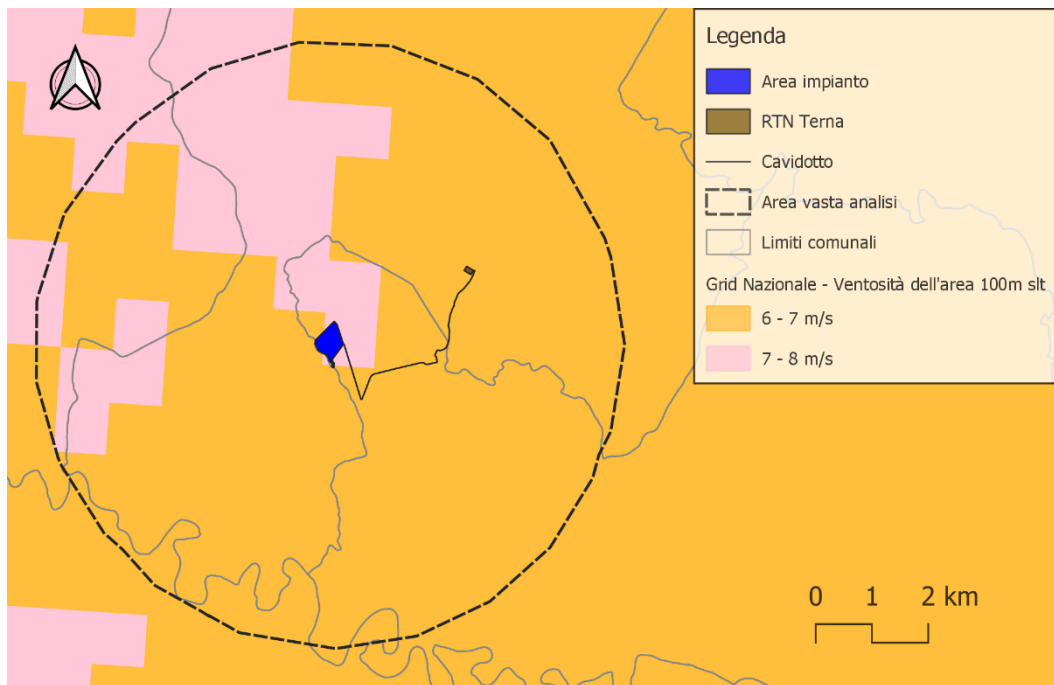 Legenda
Area impianto
RTN Terna
Cavidotto
Area vasta analisi
Limiti comunali
Grid Nazionale - Ventosità dell'area 100m slt
6 - 7 m/s
7 - 8 m/s
0 1 2 km